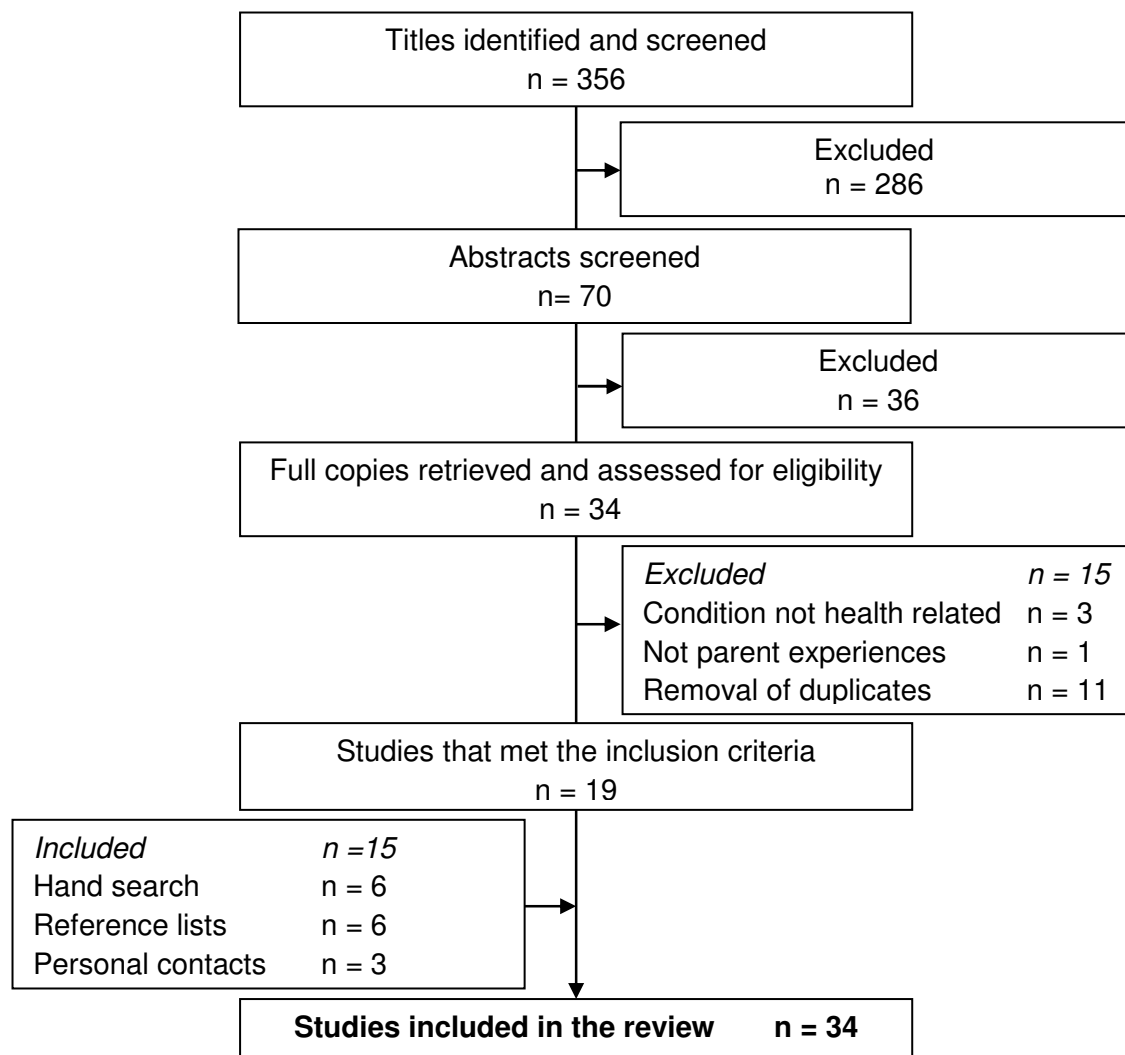 Titles identified and screened
n = 356
Excluded
n = 286
Abstracts screened
n= 70
Excluded
n = 36
Full copies retrieved and assessed for eligibility
n = 34
Excluded n = 15
Condition not health related n = 3
Not parent experiences n = 1
Removal of duplicates n = 11
Studies that met the inclusion criteria
n = 19
Included n =15
Hand search n = 6
Reference lists n = 6
Personal contacts n = 3
Studies included in the review n = 34